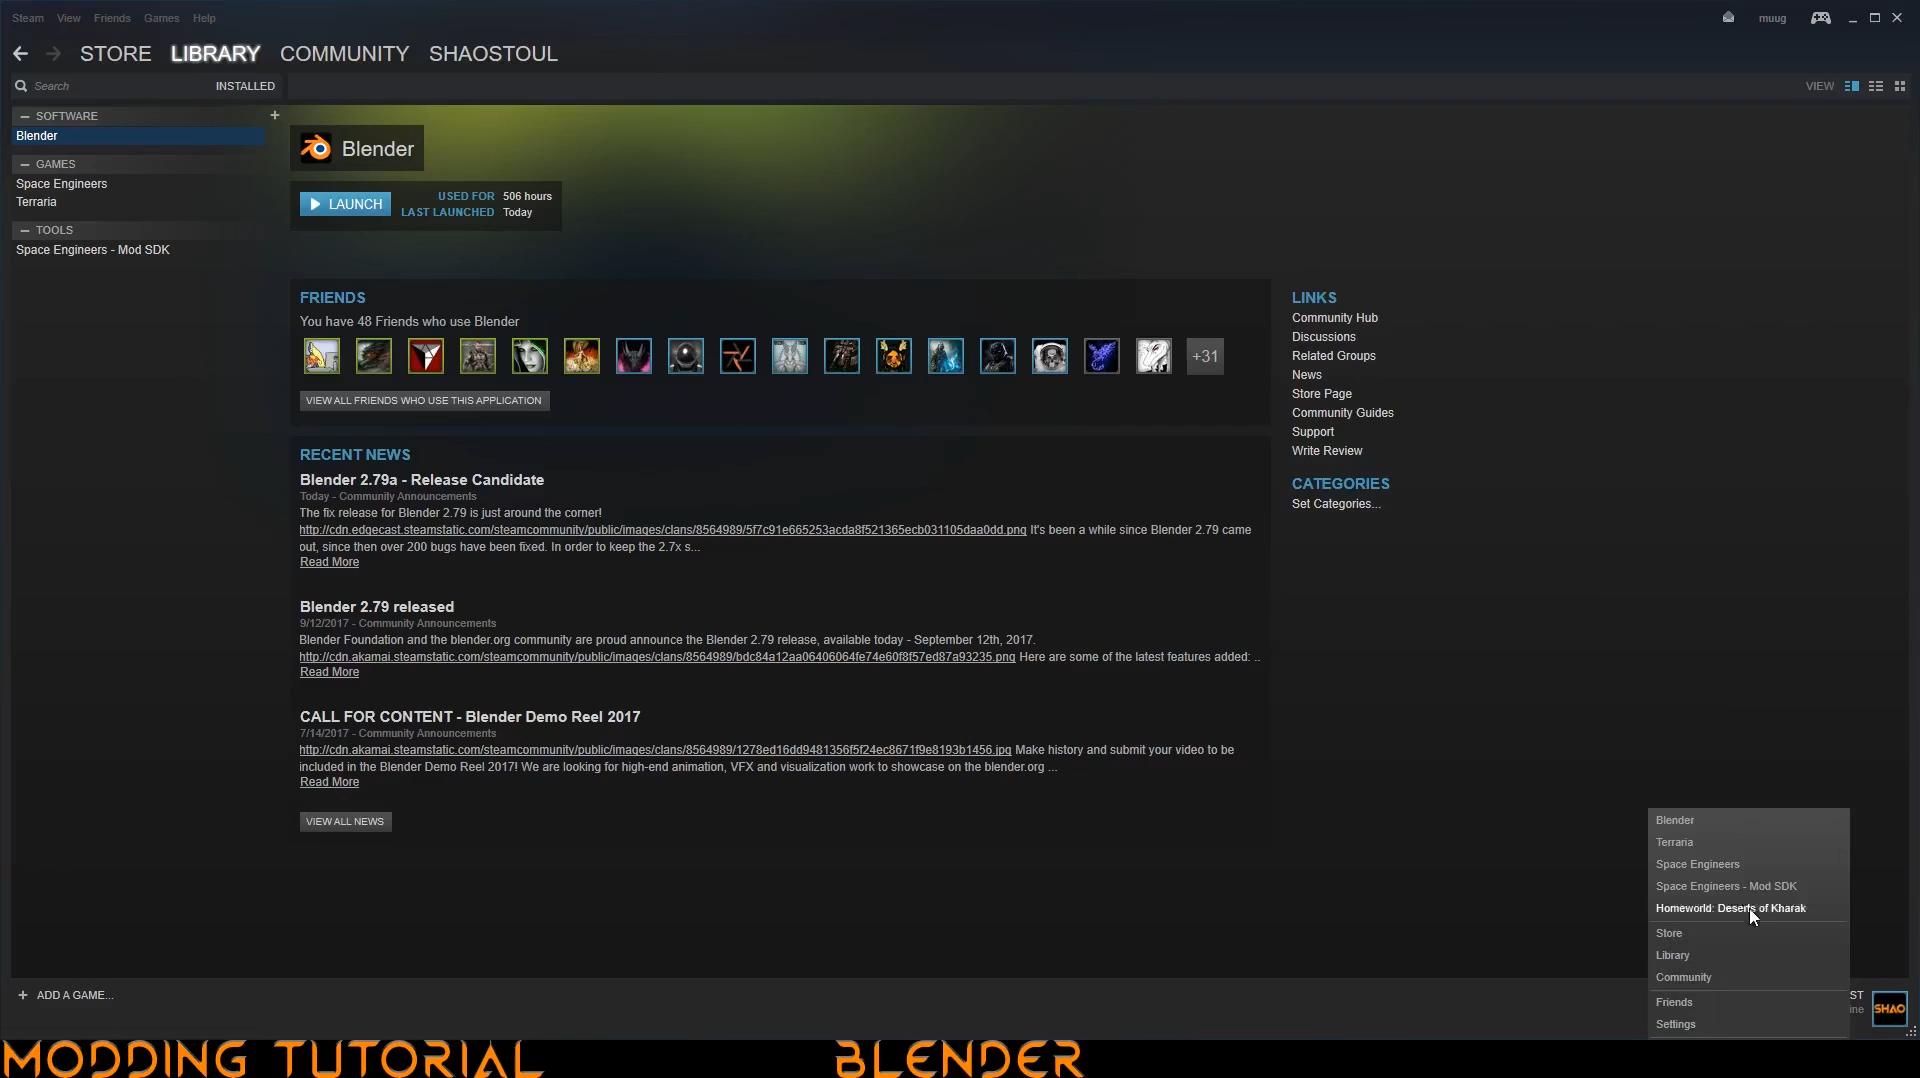 Steam View Friends Games Help
muug
STORE LIBRARY COMMUNITY SHAOSTOUL
Search INSTALLED
VIEW
— SOFTWARE +
Blender
— GAMES
Space Engineers
Terraria
— TOOLS
Space Engineers - Mod SDK
Blender
LAUNCH
USED FOR 506 hours
LAST LAUNCHED Today
FRIENDS
You have 48 Friends who use Blender
+31
VIEW ALL FRIENDS WHO USE THIS APPLICATION
RECENT NEWS
Blender 2.79a - Release Candidate
Today - Community Announcements
The fix release for Blender 2.79 is just around the corner!
http://cdn.edgecast.steamstatic.com/steamcommunity/public/images/clans/8564989/5f7c91e665253acda8f521365ecb031105daa0dd.png It's been a while since Blender 2.79 came
out, since then over 200 bugs have been fixed. In order to keep the 2.7x s...
Read More
Blender 2.79 released
9/12/2017 - Community Announcements
Blender Foundation and the blender.org community are proud announce the Blender 2.79 release, available today - September 12th, 2017.
http://cdn.akamai.steamstatic.com/steamcommunity/public/images/clans/8564989/bdc84a12aa06406064fe74e60f8f57ed87a93235.png Here are some of the latest features added: ..
Read More
CALL FOR CONTENT - Blender Demo Reel 2017
7/14/2017 - Community Announcements
http://cdn.akamai.steamstatic.com/steamcommunity/public/images/clans/8564989/1278ed16dd9481356f5f24ec8671f9e8193b1456.jpg Make history and submit your video to be
included in the Blender Demo Reel 2017! We are looking for high-end animation, VFX and visualization work to showcase on the blender.org ...
Read More
VIEW ALL NEWS
LINKS
Community Hub
Discussions
Related Groups
News
Store Page
Community Guides
Support
Write Review
CATEGORIES
Set Categories...
Blender
Terraria
Space Engineers
Space Engineers - Mod SDK
Homeworld: Deserts of Kharak
Store
Library
Community
Friends
Settings
+ ADD A GAME...
ST
ine
SHAO
MODDING TUTORIAL
BLENDER